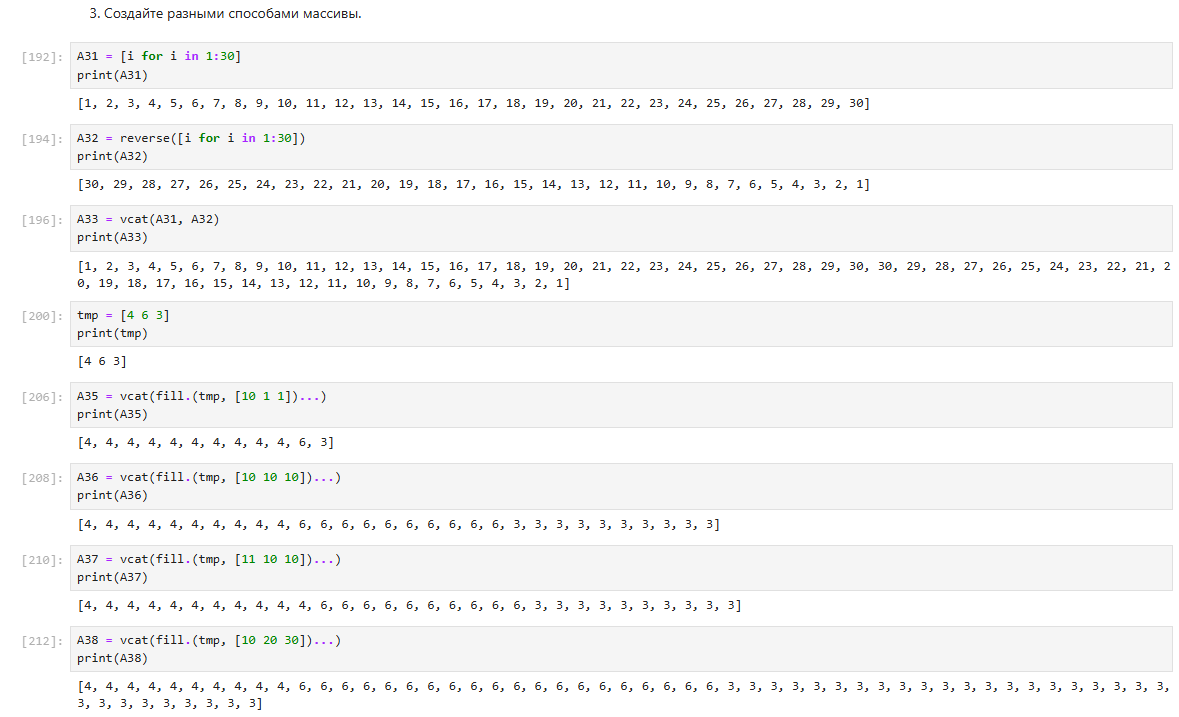 3. Создайте разными способами массивы.
[192]: A31 = [i for i in 1:30]
print(A31)
[1, 2, 3, 4, 5, 6, 7, 8, 9, 10, 11, 12, 13, 14, 15, 16, 17, 18, 19, 20, 21, 22, 23, 24, 25, 26, 27, 28, 29, 30]
[194]: A32 = reverse([i for i in 1:30])
print(A32)
[30, 29, 28, 27, 26, 25, 24, 23, 22, 21, 20, 19, 18, 17, 16, 15, 14, 13, 12, 11, 10, 9, 8, 7, 6, 5, 4, 3, 2, 1]
[196]: A33 = vcat(A31, A32)
print(A33)
[1, 2, 3, 4, 5, 6, 7, 8, 9, 10, 11, 12, 13, 14, 15, 16, 17, 18, 19, 20, 21, 22, 23, 24, 25, 26, 27, 28, 29, 30, 30, 29, 28, 27, 26, 25, 24, 23, 22, 21, 2
0, 19, 18, 17, 16, 15, 14, 13, 12, 11, 10, 9, 8, 7, 6, 5, 4, 3, 2, 1]
[200]: tmp = [4 6 3]
print(tmp)
[4 6 3]
[206]: A35 = vcat(fill.(tmp, [10 1 1])...)
print(A35)
[4, 4, 4, 4, 4, 4, 4, 4, 4, 4, 6, 3]
[208]: A36 = vcat(fill.(tmp, [10 10 10])...)
print(A36)
[4, 4, 4, 4, 4, 4, 4, 4, 4, 4, 6, 6, 6, 6, 6, 6, 6, 6, 6, 6, 3, 3, 3, 3, 3, 3, 3, 3, 3, 3]
[210]: A37 = vcat(fill.(tmp, [11 10 10])...)
print(A37)
[4, 4, 4, 4, 4, 4, 4, 4, 4, 4, 4, 6, 6, 6, 6, 6, 6, 6, 6, 6, 6, 3, 3, 3, 3, 3, 3, 3, 3, 3, 3]
[212]: A38 = vcat(fill.(tmp, [10 20 30])...)
print(A38)
[4, 4, 4, 4, 4, 4, 4, 4, 4, 4, 6, 6, 6, 6, 6, 6, 6, 6, 6, 6, 6, 6, 6, 6, 6, 6, 6, 6, 6, 6, 3, 3, 3, 3, 3, 3, 3, 3, 3, 3, 3, 3, 3, 3, 3, 3, 3, 3, 3, 3, 3,
3, 3, 3, 3, 3, 3, 3, 3, 3]